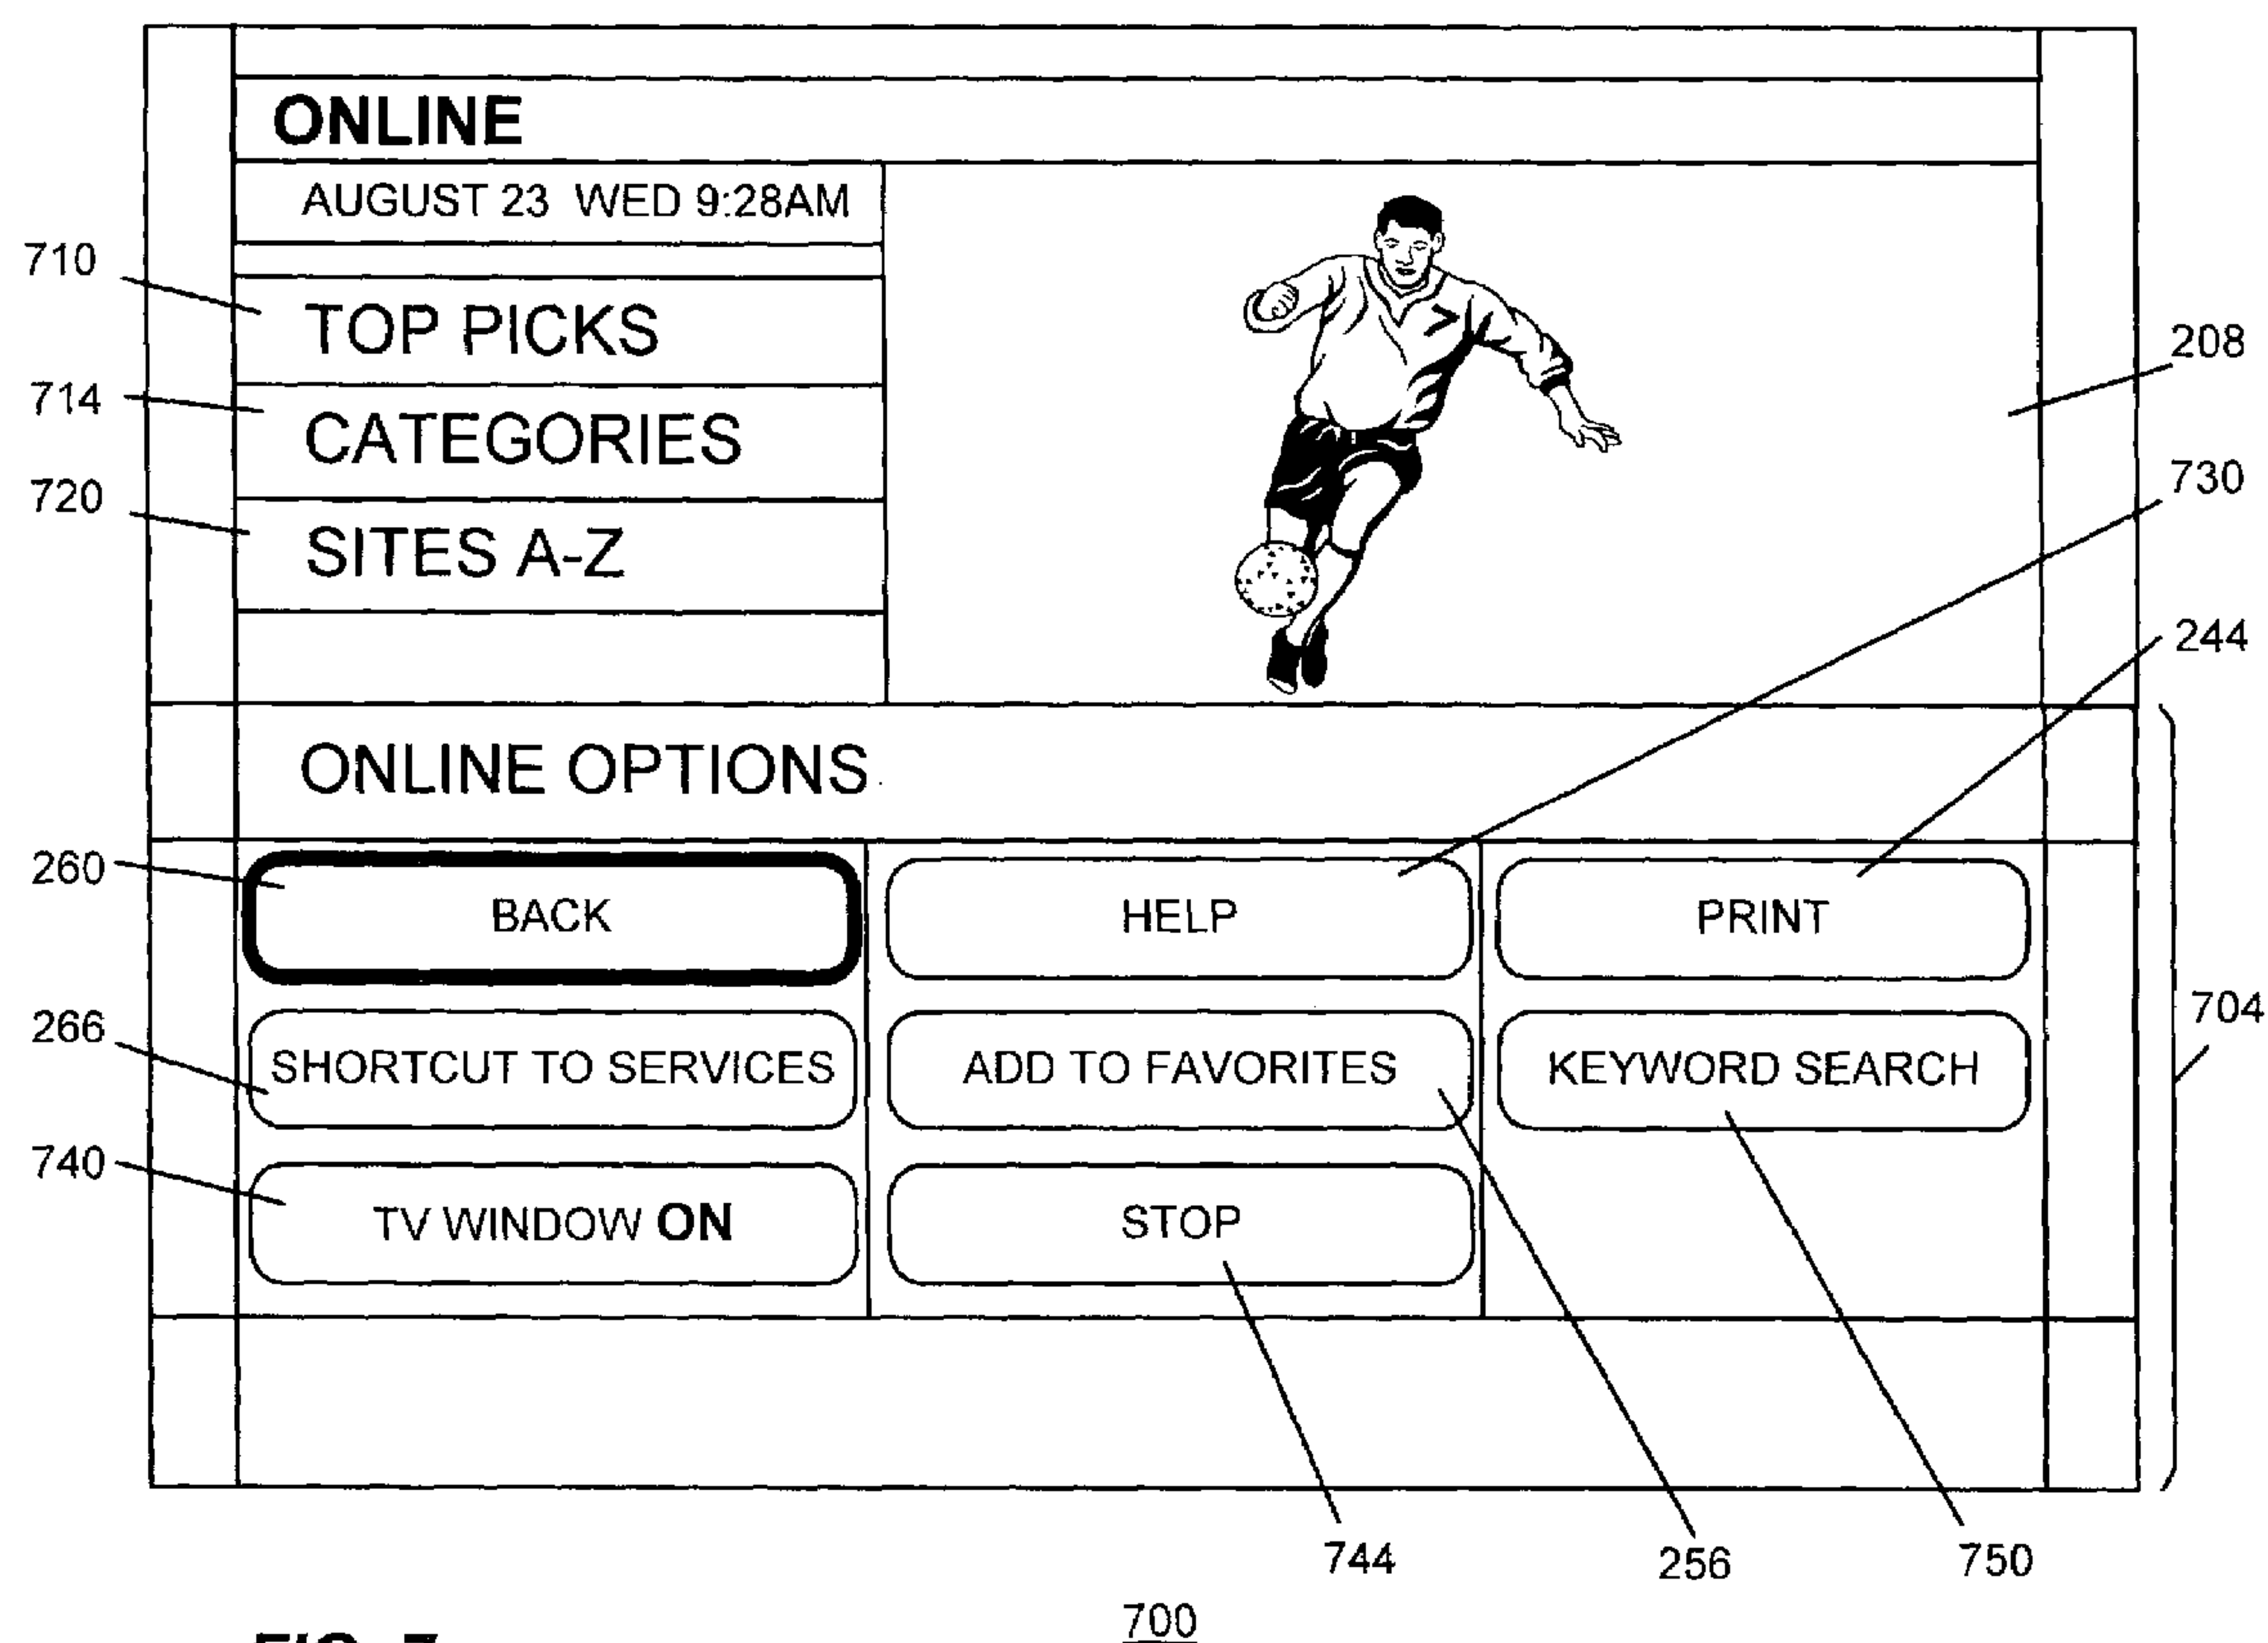 ONLINE
AUGUST 23 WED 9:28AM
710
TOP PICKS
208
714
CATEGORIES
730
720
SITES A-Z
244
ONLINE OPTIONS
260
BACK
HELP
PRINT
704
266
SHORTCUT TO SERVICES
ADD TO FAVORITES
KEYWORD SEARCH
740
TV WINDOW ON
STOP
744
256
750
700
FIG. 7